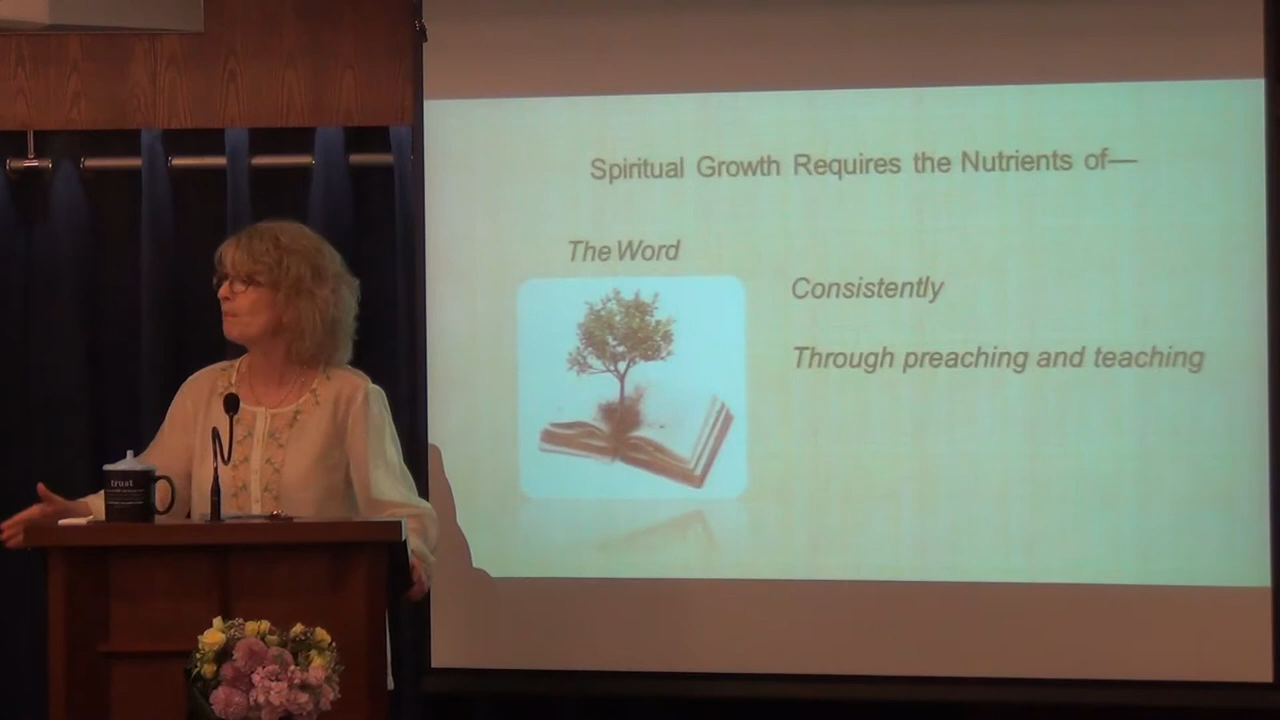 Spiritual Growth Requires the Nutrients of—
The Word
Consistently
Through preaching and teaching
trust